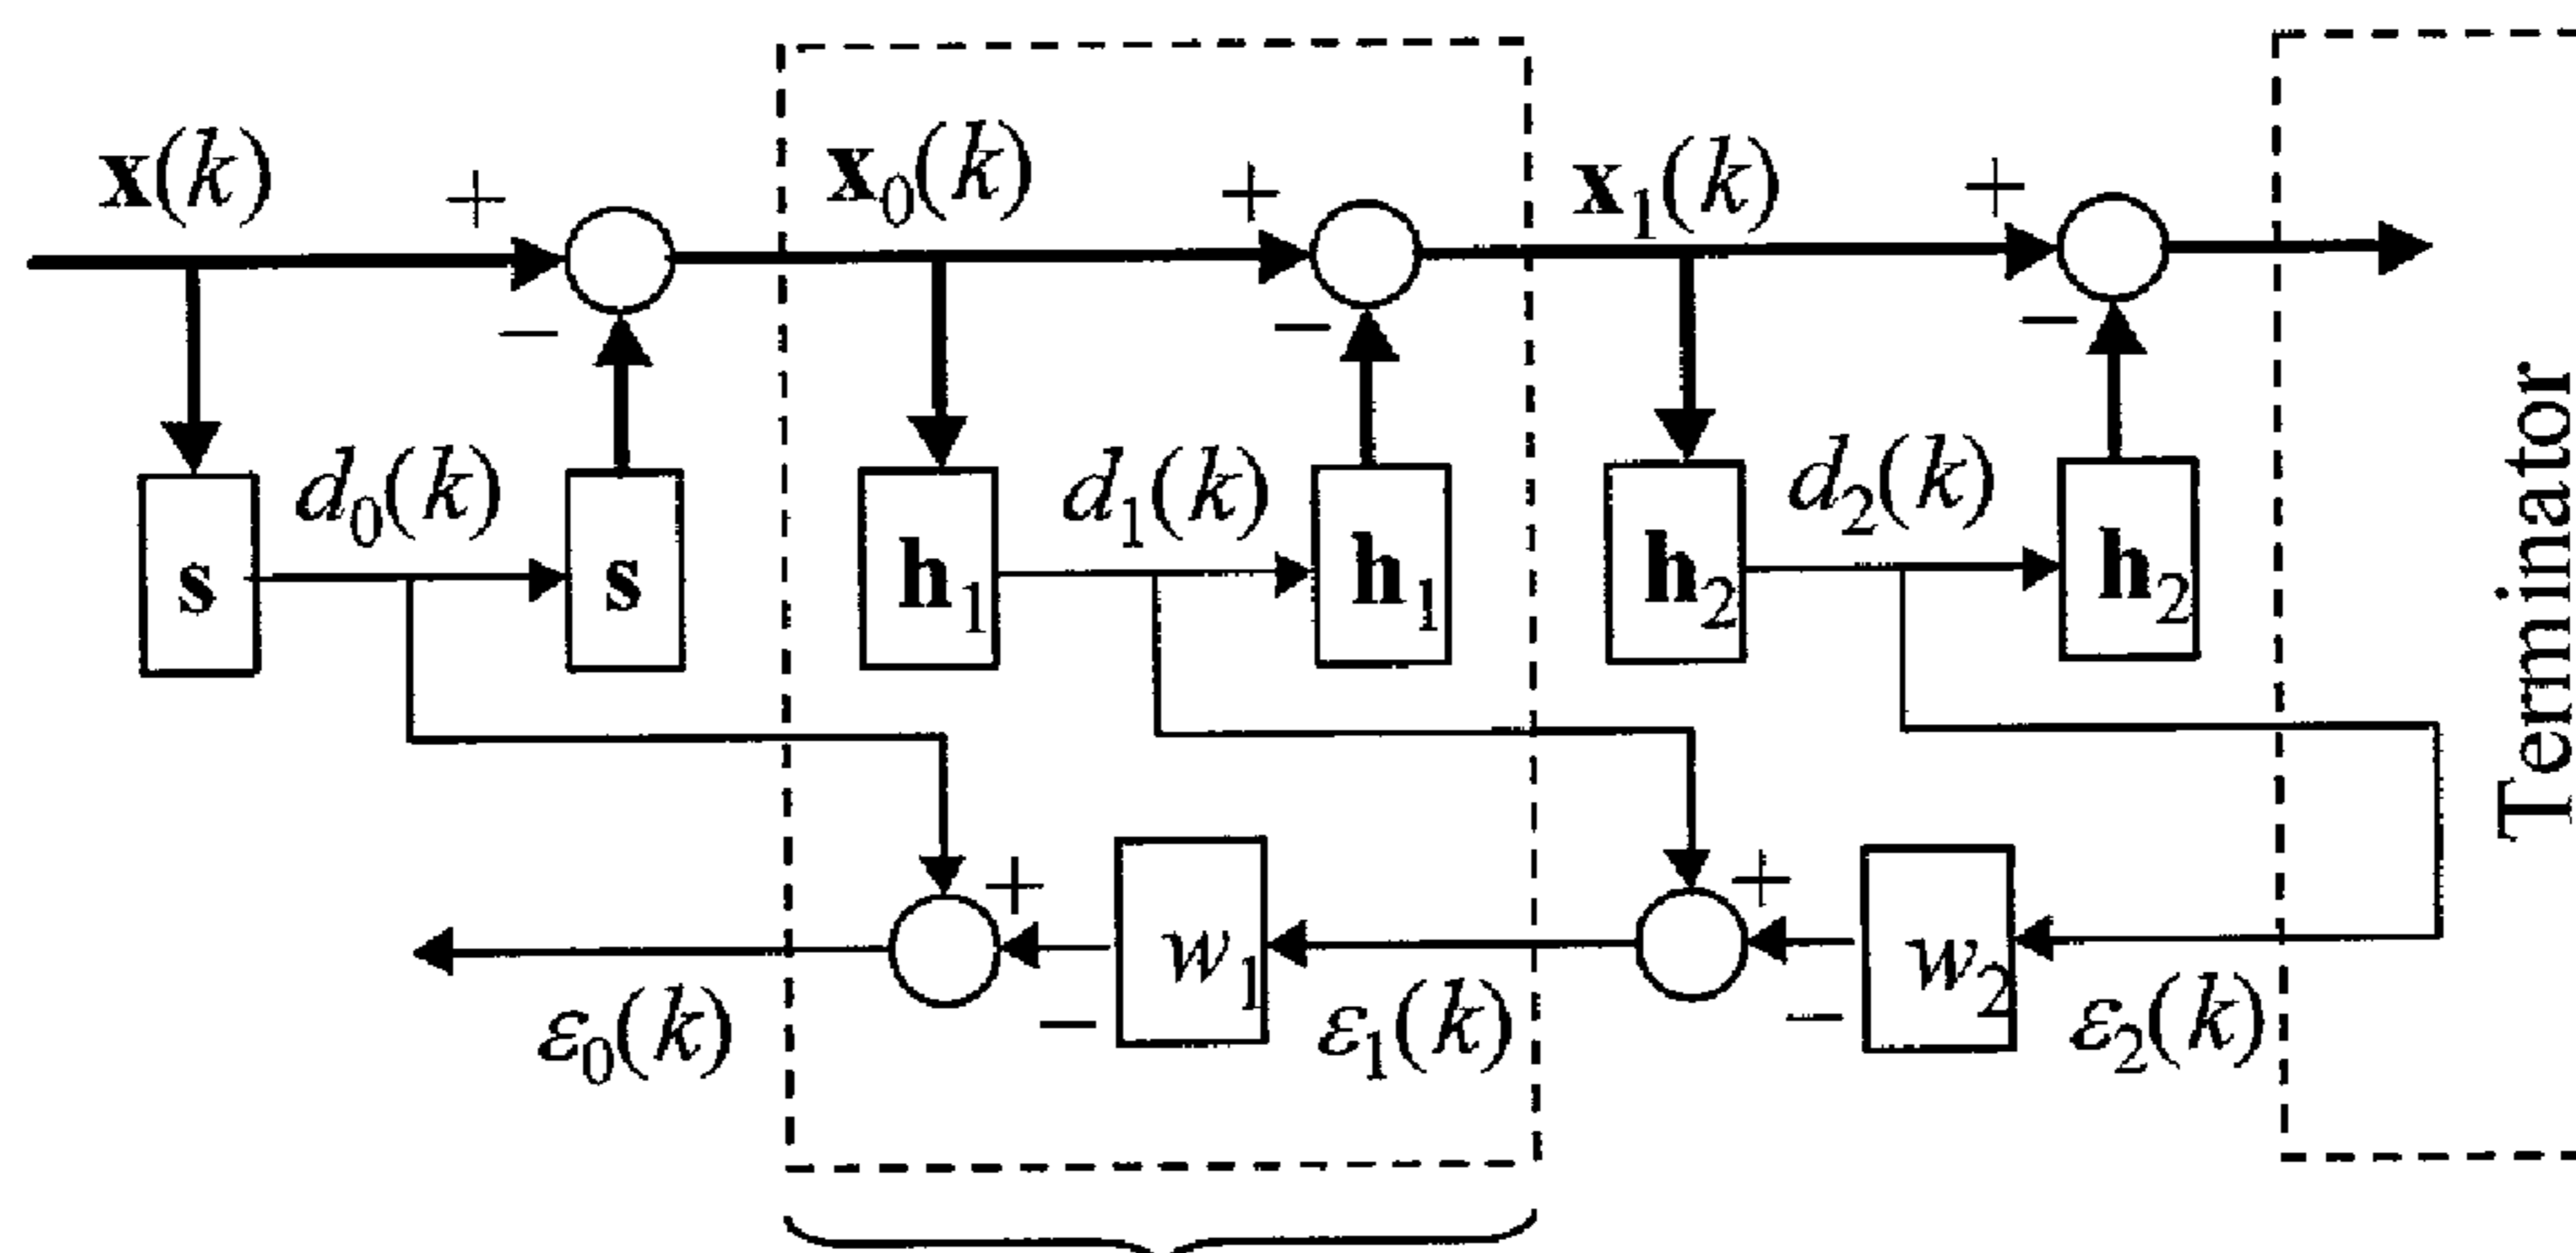 x(k) + x₀(k) + x₁(k) +
− − −
d₀(k) d₁(k) d₂(k)
s s h₁ h₁ h₂ h₂
Terminator
+ w₁ + w₂
− −
ε₀(k) ε₁(k) ε₂(k)